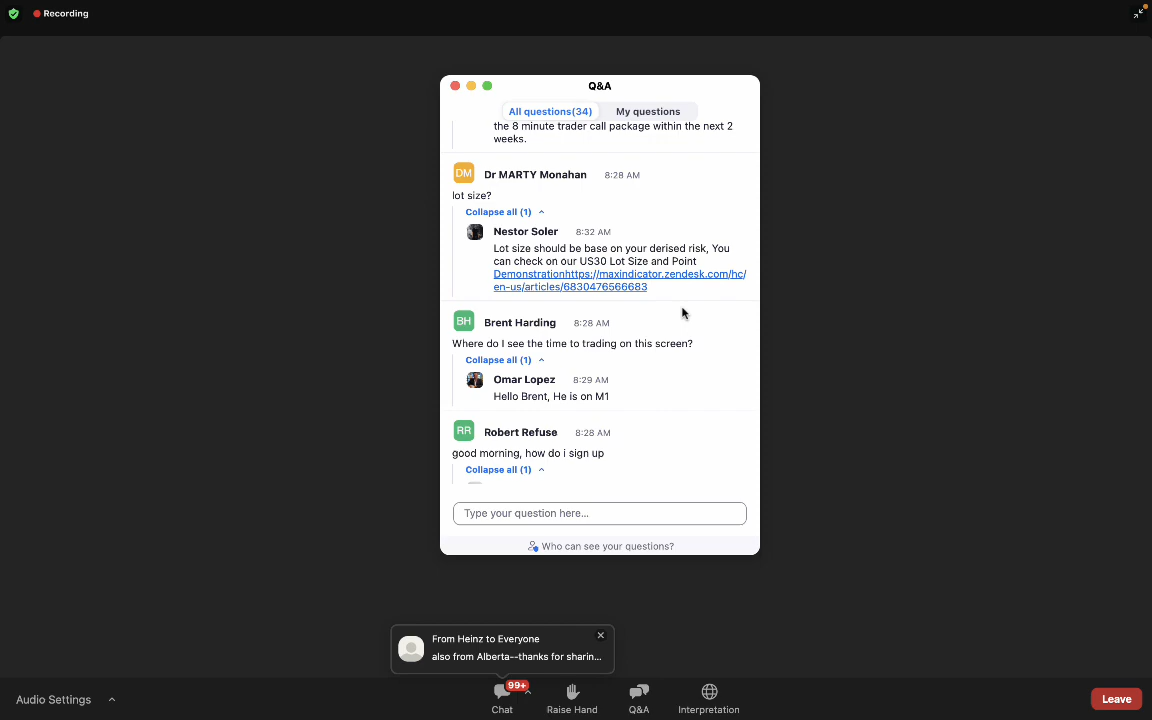 Recording
Q&A
All questions(34) My questions
the 8 minute trader call package within the next 2
weeks.
DM Dr MARTY Monahan 8:28 AM
lot size?
Collapse all (1)
Nestor Soler 8:32 AM
Lot size should be base on your derised risk, You
can check on our US30 Lot Size and Point
Demonstrationhttps://maxindicator.zendesk.com/hc/
en-us/articles/6830476566683
BH Brent Harding 8:28 AM
Where do I see the time to trading on this screen?
Collapse all (1)
Omar Lopez 8:29 AM
Hello Brent, He is on M1
RR Robert Refuse 8:28 AM
good morning, how do i sign up
Collapse all (1)
Type your question here...
Who can see your questions?
From Heinz to Everyone
also from Alberta--thanks for sharin...
Audio Settings
99+
Chat Raise Hand Q&A Interpretation
Leave